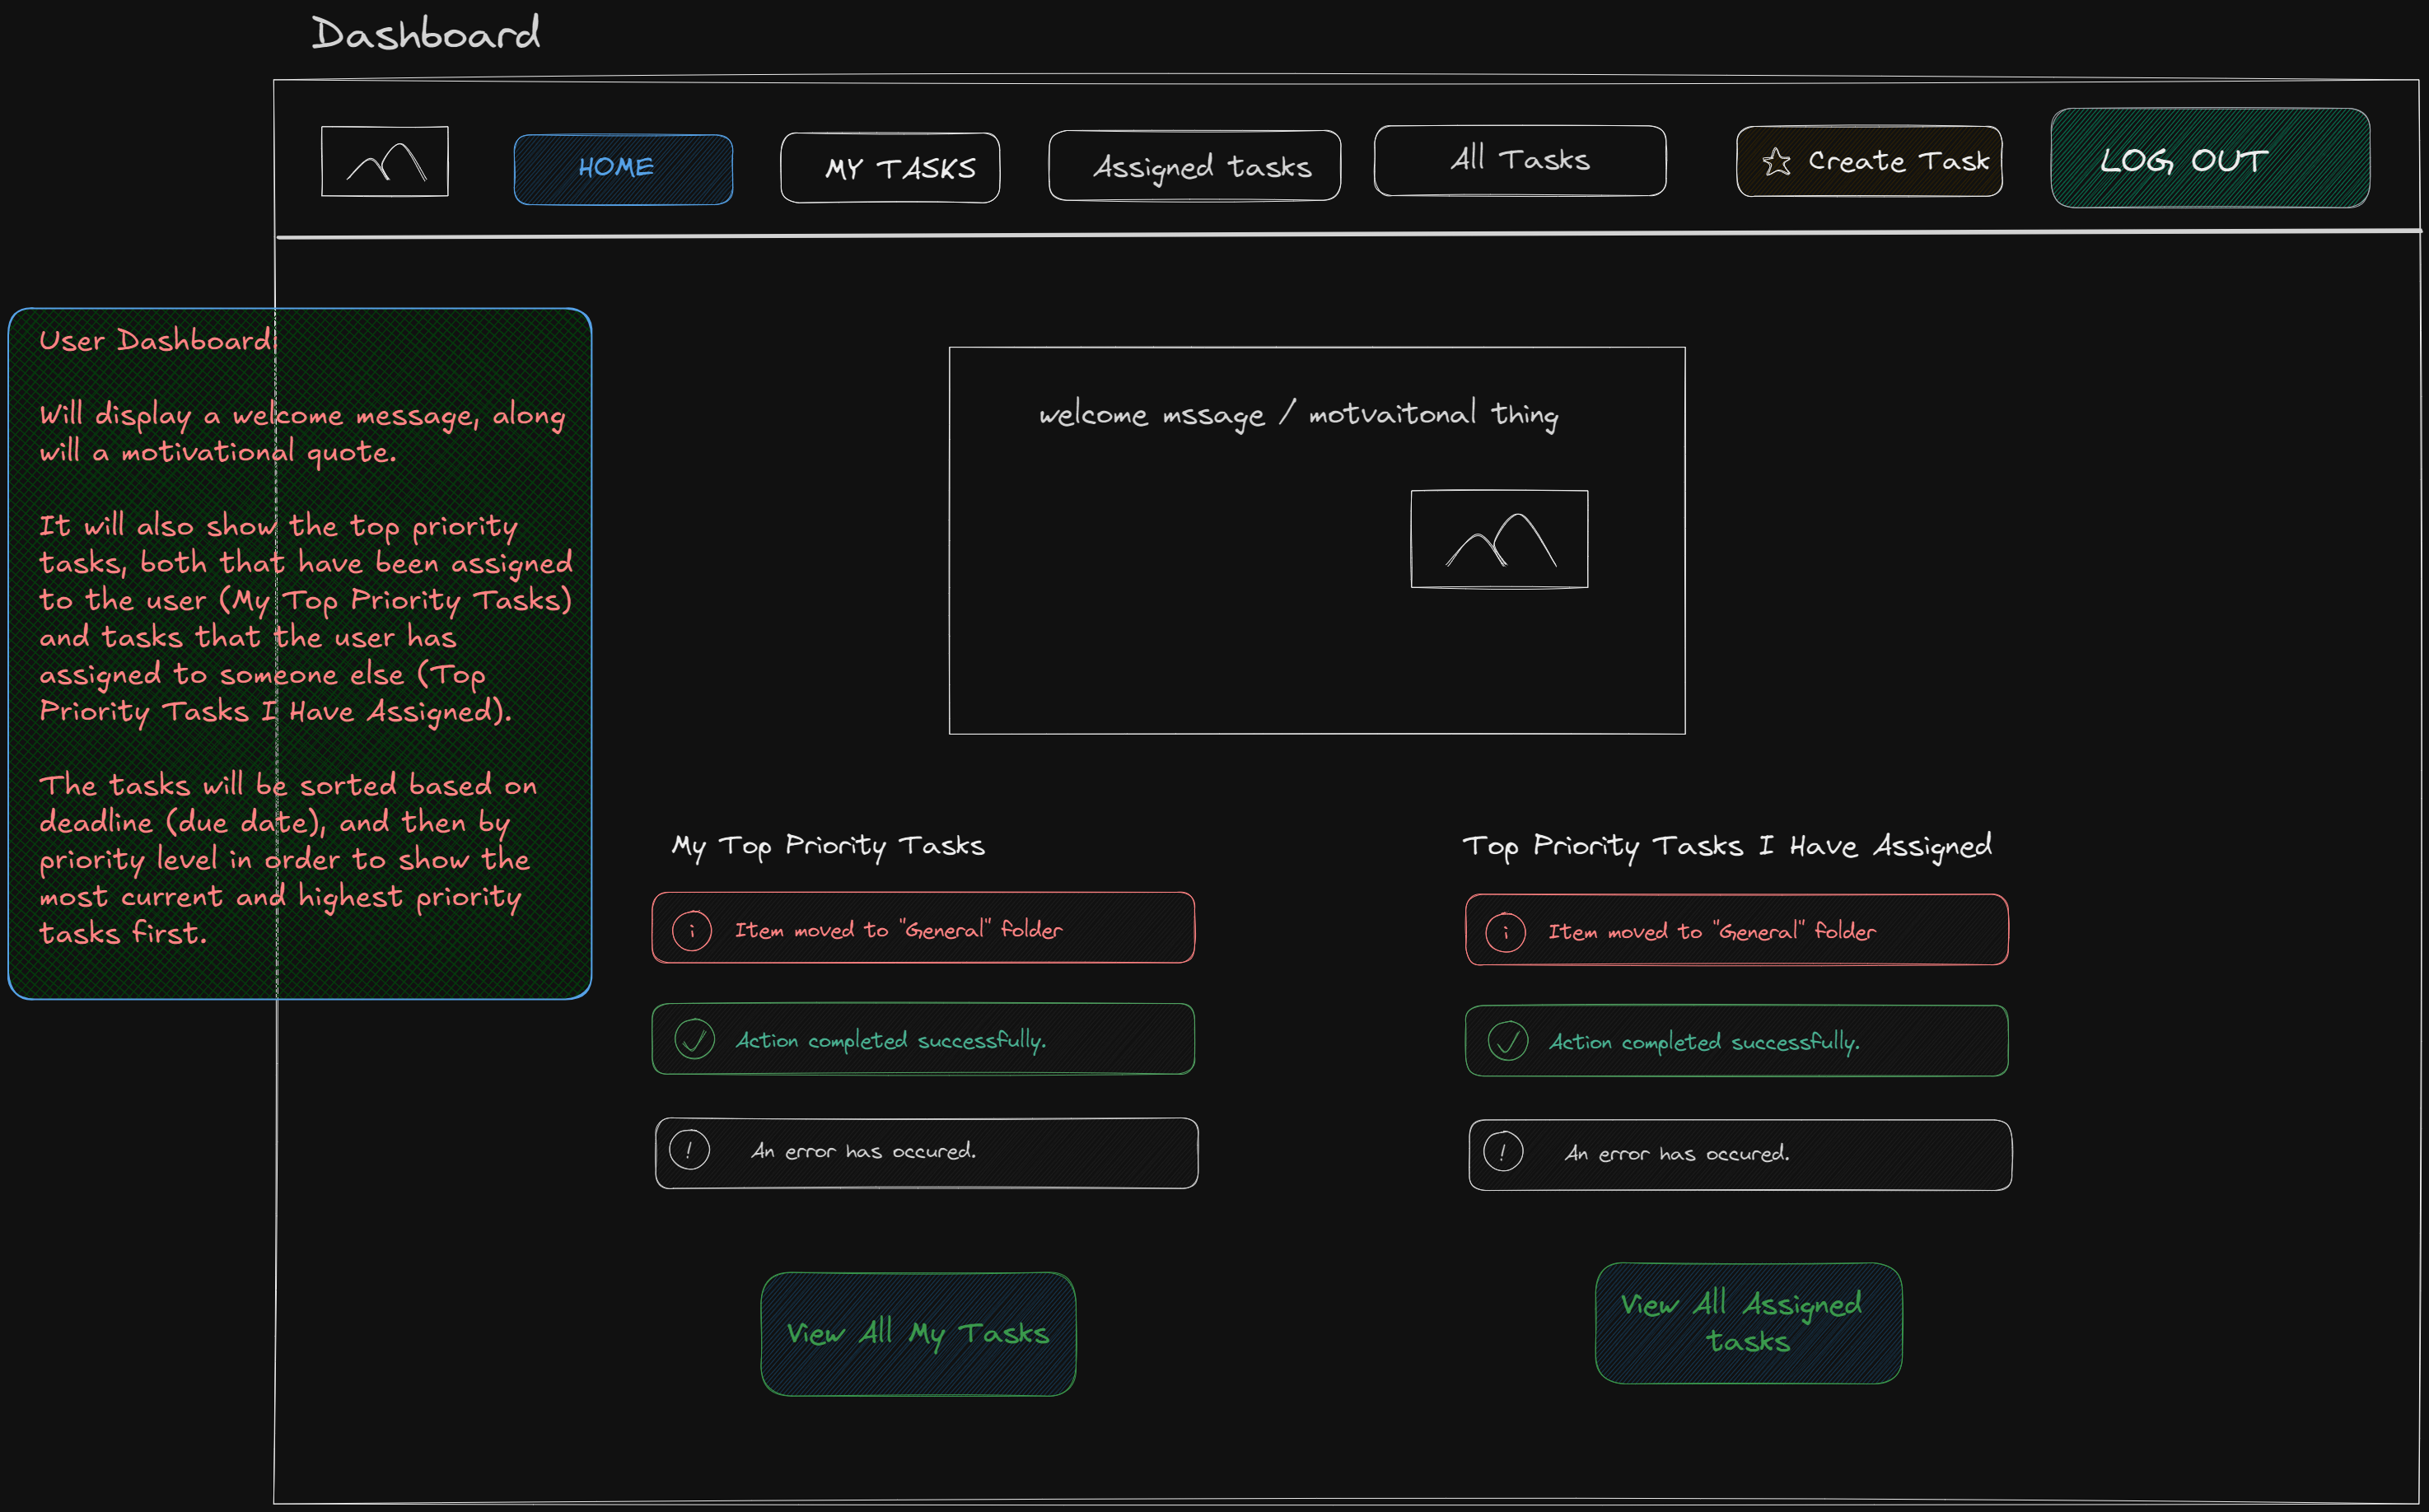 Dashboard
HOME
MY TASKS
Assigned tasks
All Tasks
Create Task
LOG OUT
User Dashboard:
Will display a welcome message, along
will a motivational quote.
It will also show the top priority
tasks, both that have been assigned
to the user (My Top Priority Tasks)
and tasks that the user has
assigned to someone else (Top
Priority Tasks I Have Assigned).
The tasks will be sorted based on
deadline (due date), and then by
priority level in order to show the
most current and highest priority
tasks first.
welcome mssage / motvaitonal thing
My Top Priority Tasks
i
Item moved to "General" folder
Action completed successfully.
!
An error has occured.
View All My Tasks
Top Priority Tasks I Have Assigned
i
Item moved to "General" folder
Action completed successfully.
!
An error has occured.
View All Assigned
tasks